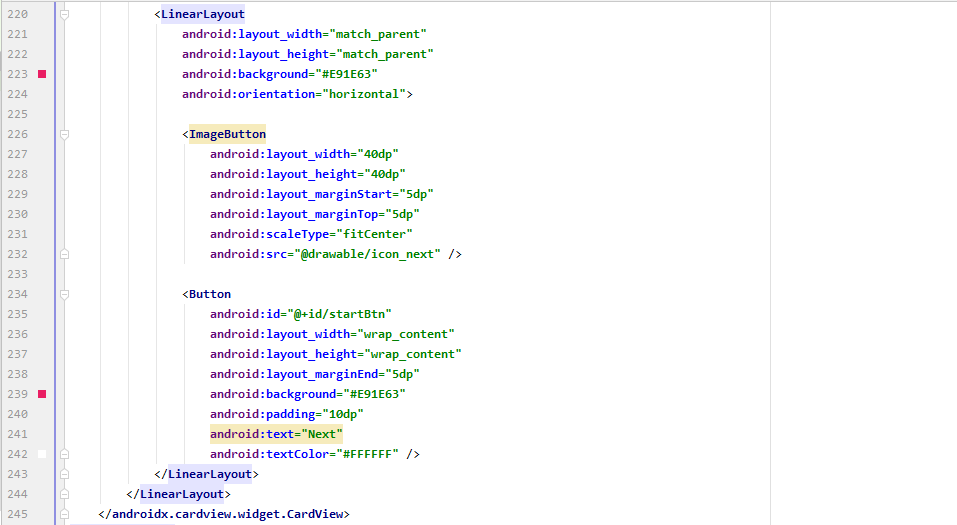 220 <LinearLayout
221 android:layout_width="match_parent"
222 android:layout_height="match_parent"
223 android:background="#E91E63"
224 android:orientation="horizontal">
225
226 <ImageButton
227 android:layout_width="40dp"
228 android:layout_height="40dp"
229 android:layout_marginStart="5dp"
230 android:layout_marginTop="5dp"
231 android:scaleType="fitCenter"
232 android:src="@drawable/icon_next" />
233
234 <Button
235 android:id="@+id/startBtn"
236 android:layout_width="wrap_content"
237 android:layout_height="wrap_content"
238 android:layout_marginEnd="5dp"
239 android:background="#E91E63"
240 android:padding="10dp"
241 android:text="Next"
242 android:textColor="#FFFFFF" />
243 </LinearLayout>
244 </LinearLayout>
245 </androidx.cardview.widget.CardView>